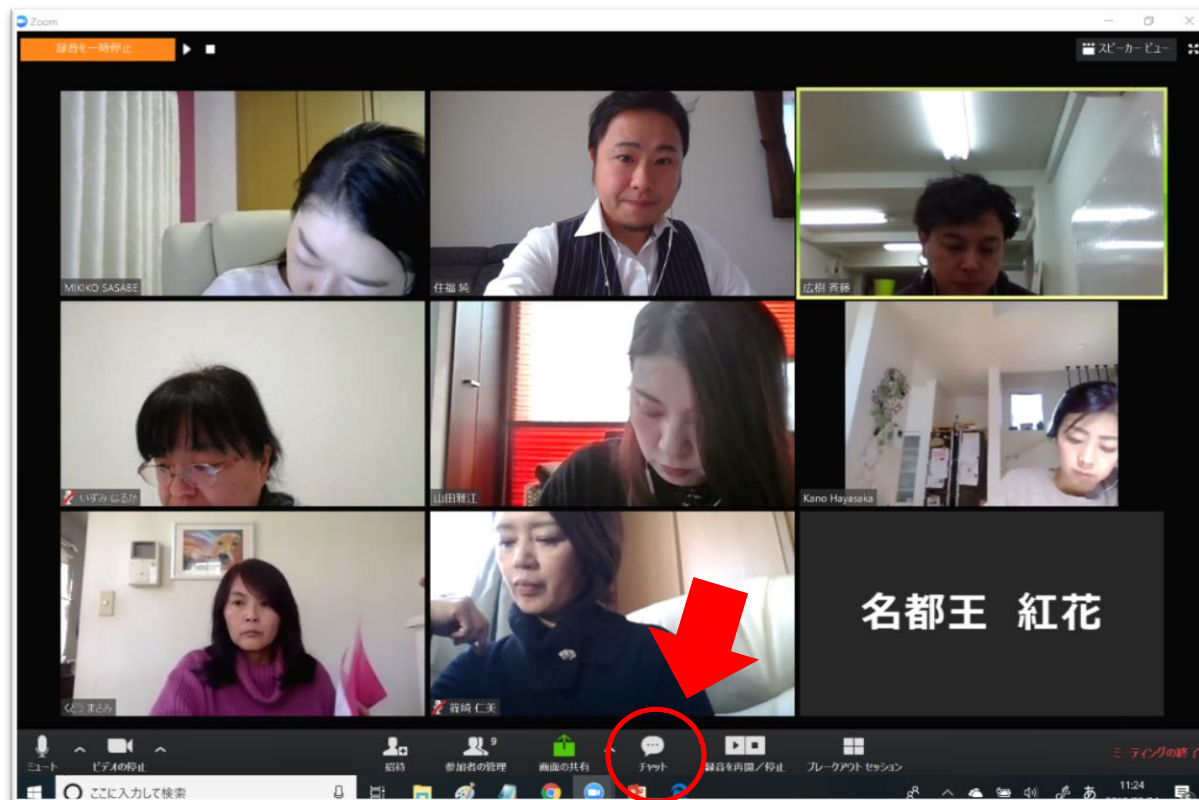 Zoom
録音を一時停止
スピーカー ビュー
MIKIKO SASABE
住福 純
広樹 斉藤
いずみ はるか
山田雅江
Kano Hayasaka
くどう まさみ
篠崎 仁美
名都王 紅花
ミュート
ビデオの停止
招待
9
参加者の管理
画面の共有
チャット
録音を再開／停止
ブレークアウト セッション
ミーティングの終了
ここに入力して検索
あ
11:24